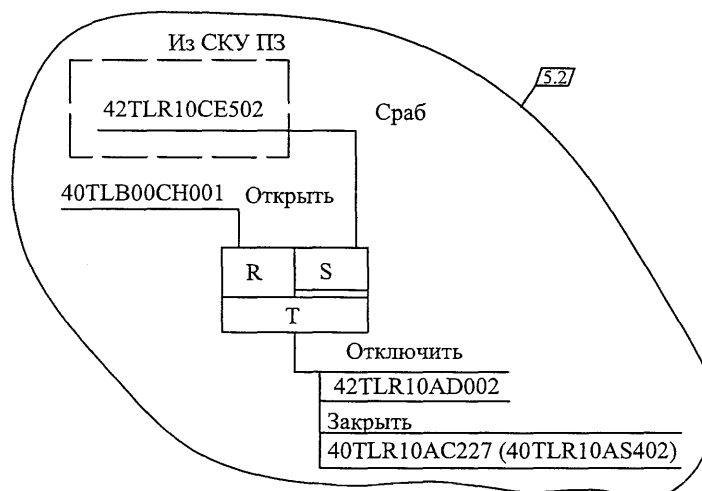 Из СКУ ПЗ
5.2
42TLR10CE502
Сраб
40TLB00CH001 Открыть
R S
T
Отключить
42TLR10AD002
Закрыть
40TLR10AC227 (40TLR10AS402)